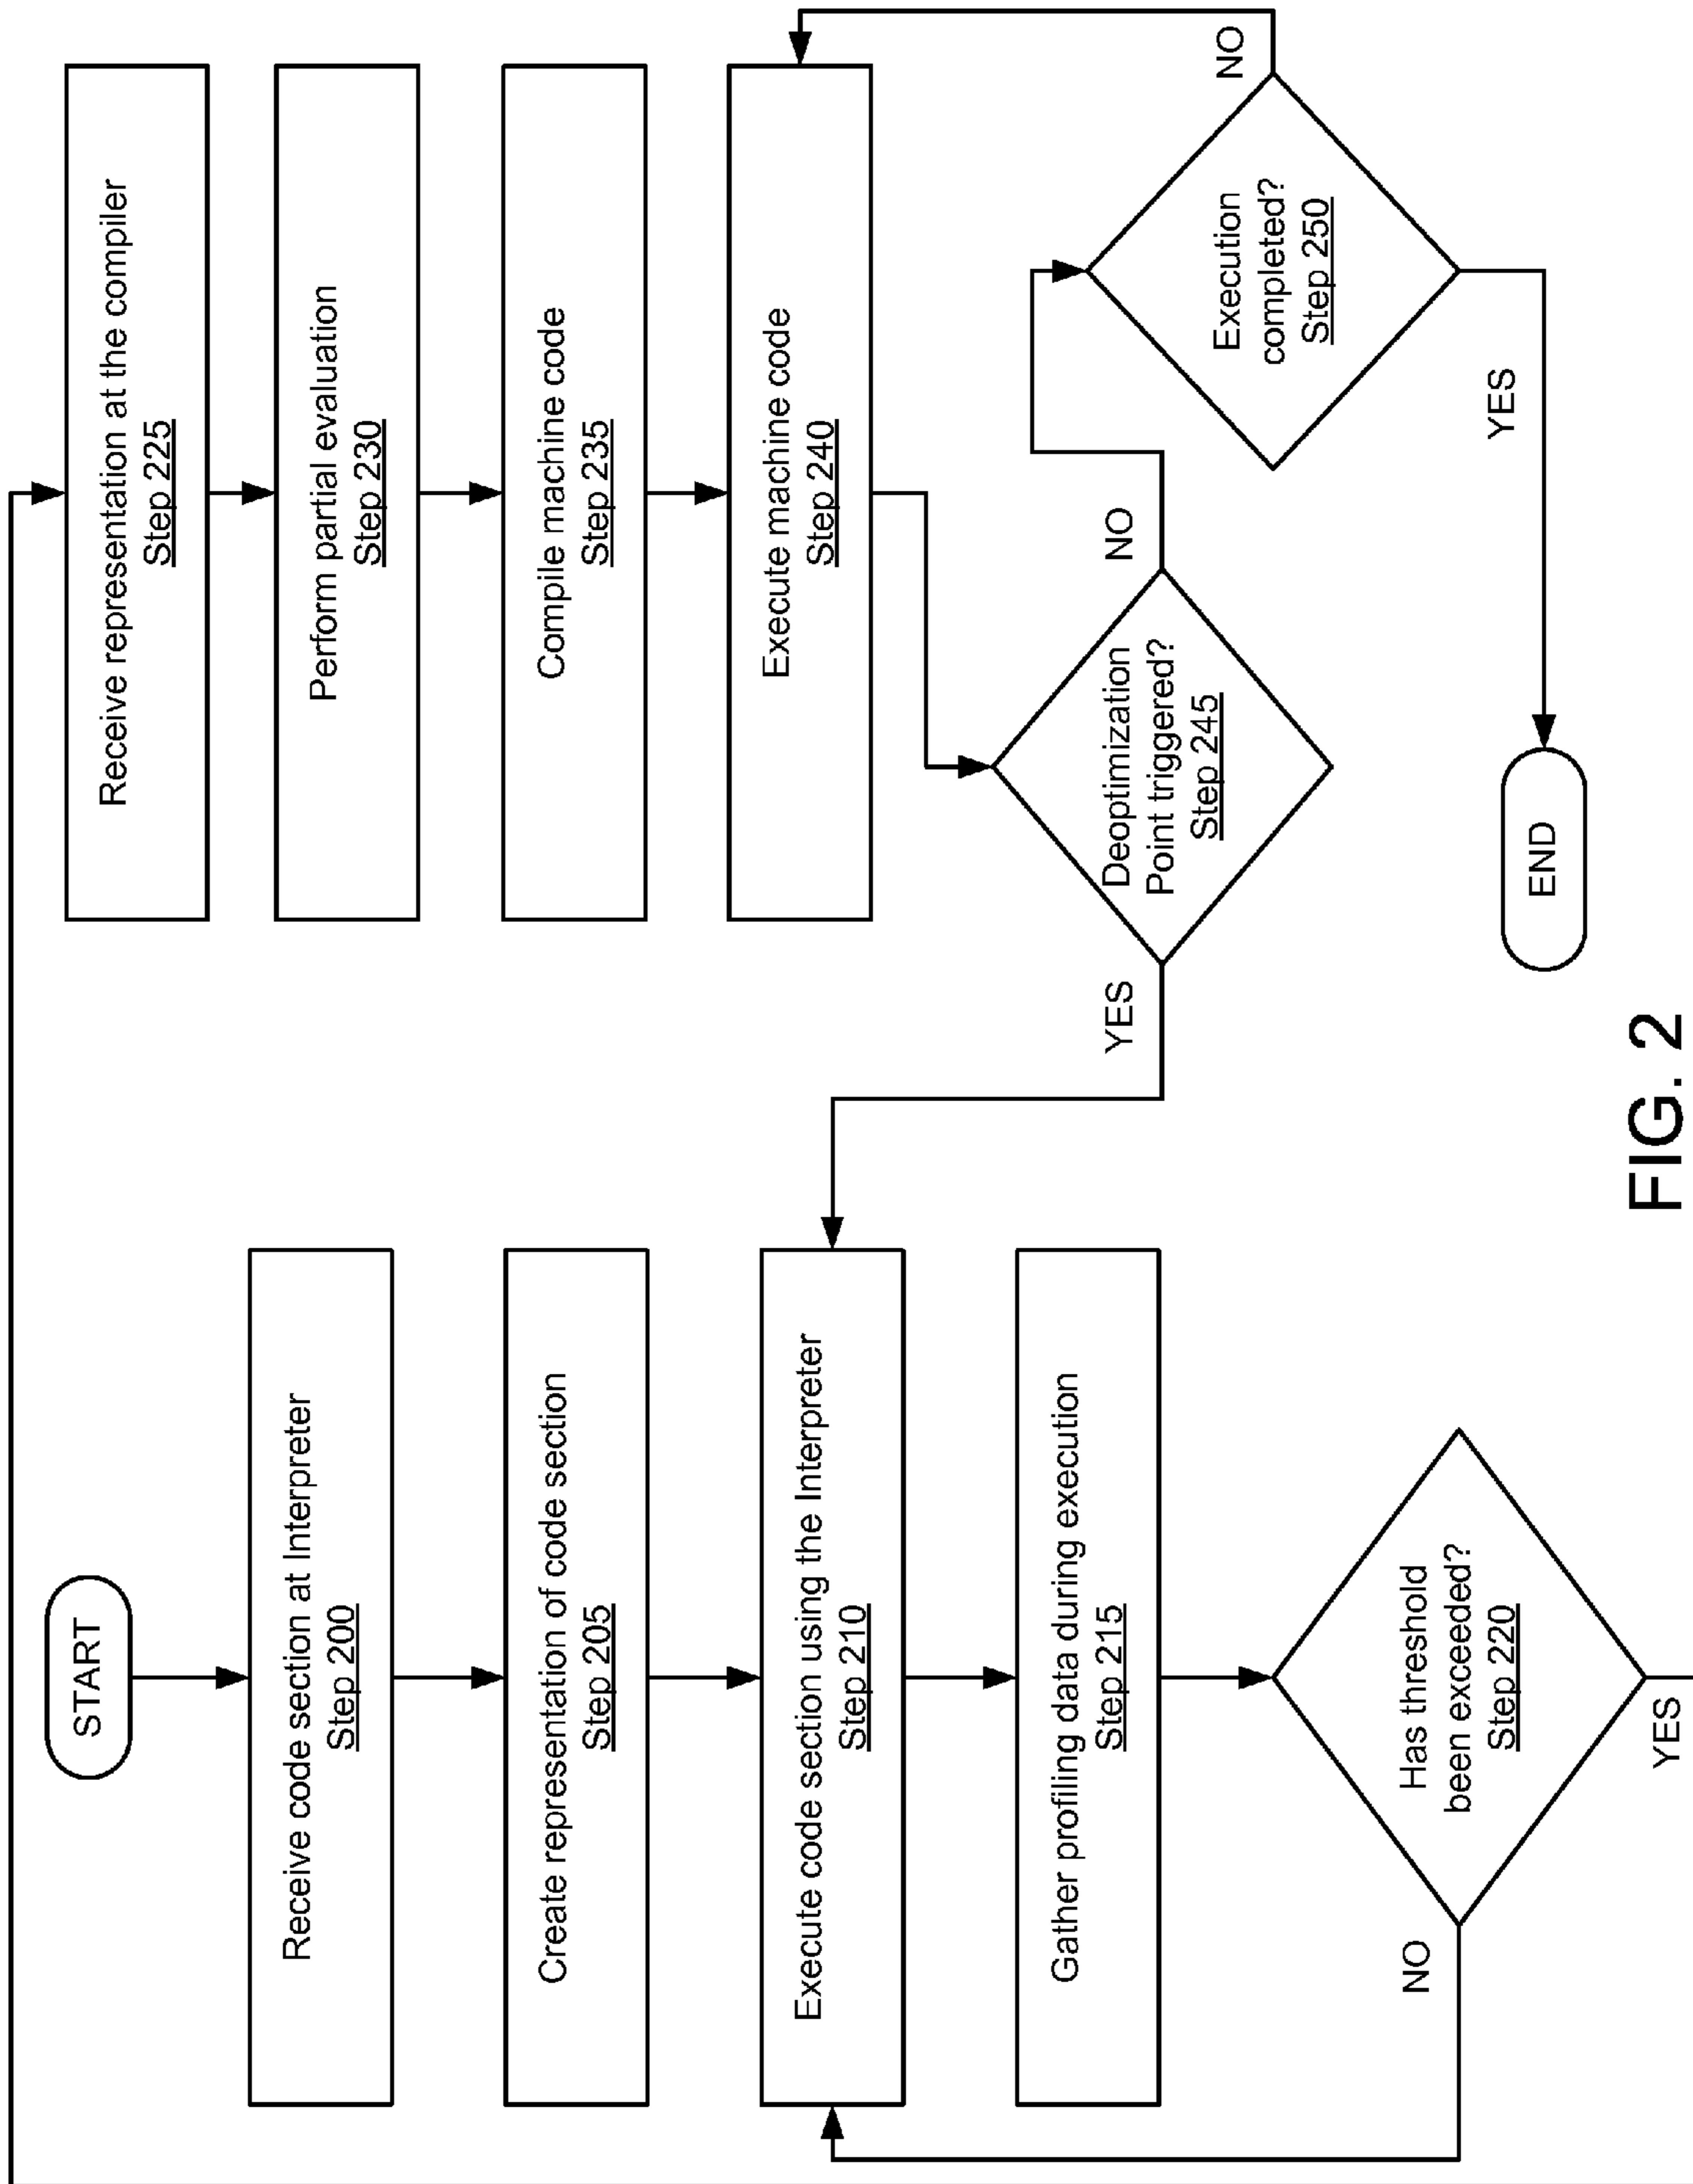 START
Receive code section at Interpreter
Step 200
Create representation of code section
Step 205
Execute code section using the Interpreter
Step 210
Gather profiling data during execution
Step 215
Has threshold
been exceeded?
Step 220
NO
YES
Receive representation at the compiler
Step 225
Perform partial evaluation
Step 230
Compile machine code
Step 235
Execute machine code
Step 240
Deoptimization
Point triggered?
Step 245
YES
NO
Execution
completed?
Step 250
NO
YES
END
FIG. 2